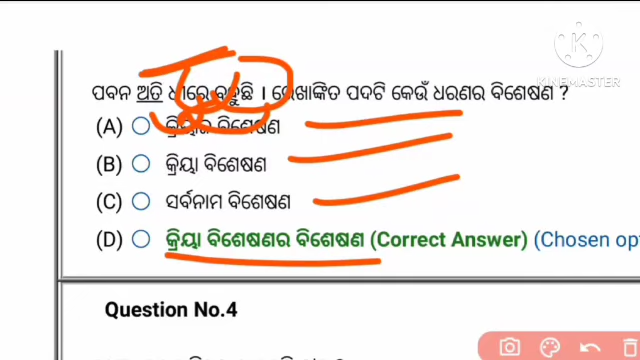 KINEMASTER
ପବନ ଅତି ଧୀରେ ବହୁଛି । ରେଖାଙ୍କିତ ପଦଟି କେଉଁ ଧରଣର ବିଶେଷଣ ?
(A) କ୍ରିୟାର ବିଶେଷଣ
(B) କ୍ରିୟା ବିଶେଷଣ
(C) ସର୍ବନାମ ବିଶେଷଣ
(D) କ୍ରିୟା ବିଶେଷଣର ବିଶେଷଣ (Correct Answer) (Chosen opt
Question No.4